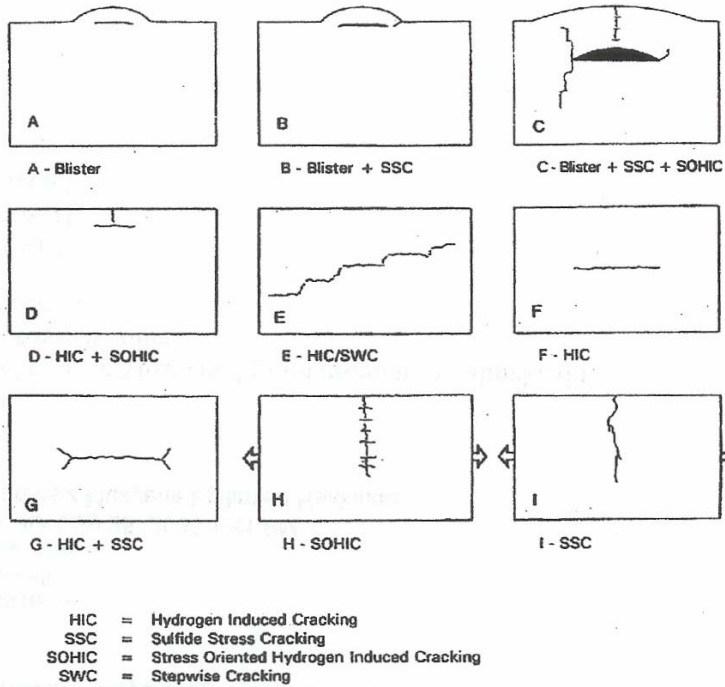 A
B
C
A - Blister
B - Blister + SSC
C - Blister + SSC + SOHIC
D
E
F
D - HIC + SOHIC
E - HIC/SWC
F - HIC
G
H
I
G - HIC + SSC
H - SOHIC
I - SSC
HIC = Hydrogen Induced Cracking
SSC = Sulfide Stress Cracking
SOHIC = Stress Oriented Hydrogen Induced Cracking
SWC = Stepwise Cracking